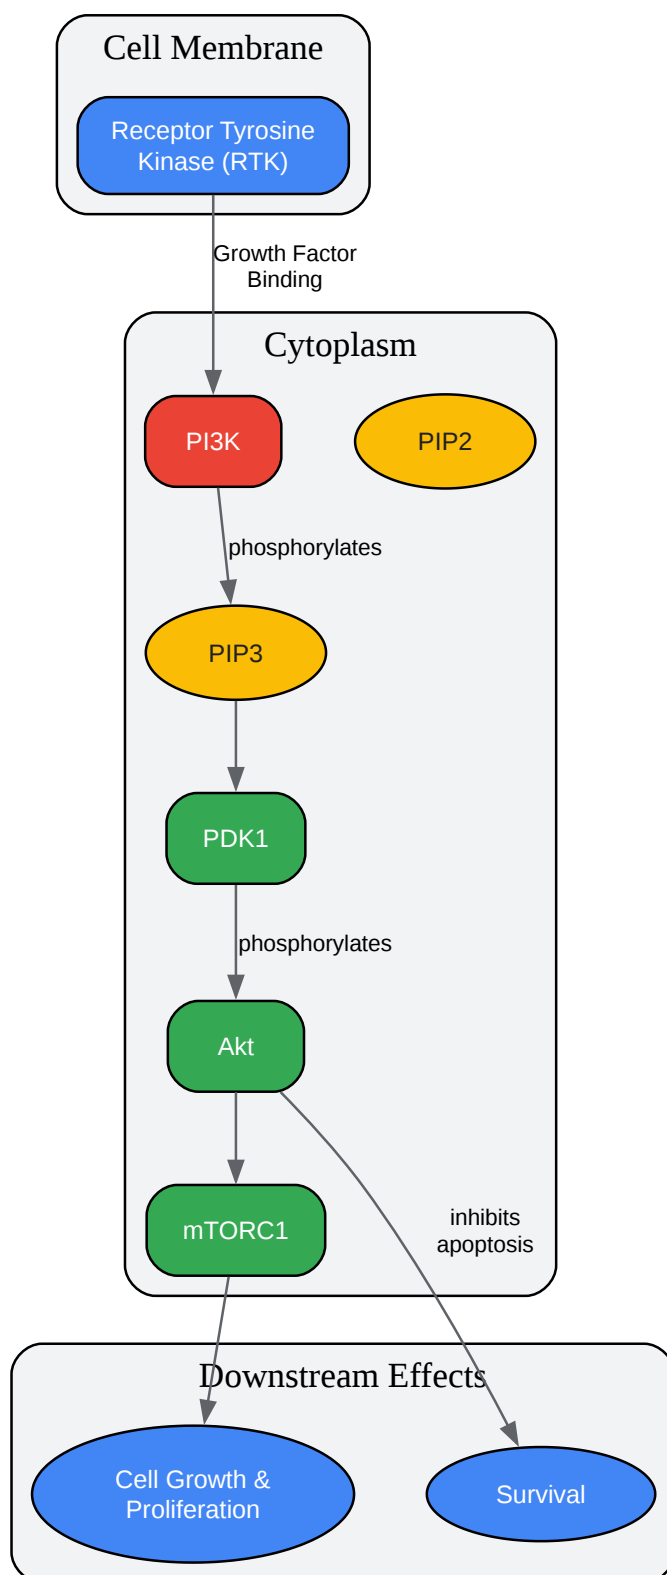 Cell Membrane
Receptor Tyrosine
Kinase (RTK)
Growth Factor
Binding
Cytoplasm
PI3K
PIP2
phosphorylates
PIP3
PDK1
phosphorylates
Akt
mTORC1
inhibits
apoptosis
Downstream Effects
Cell Growth &
Proliferation
Survival